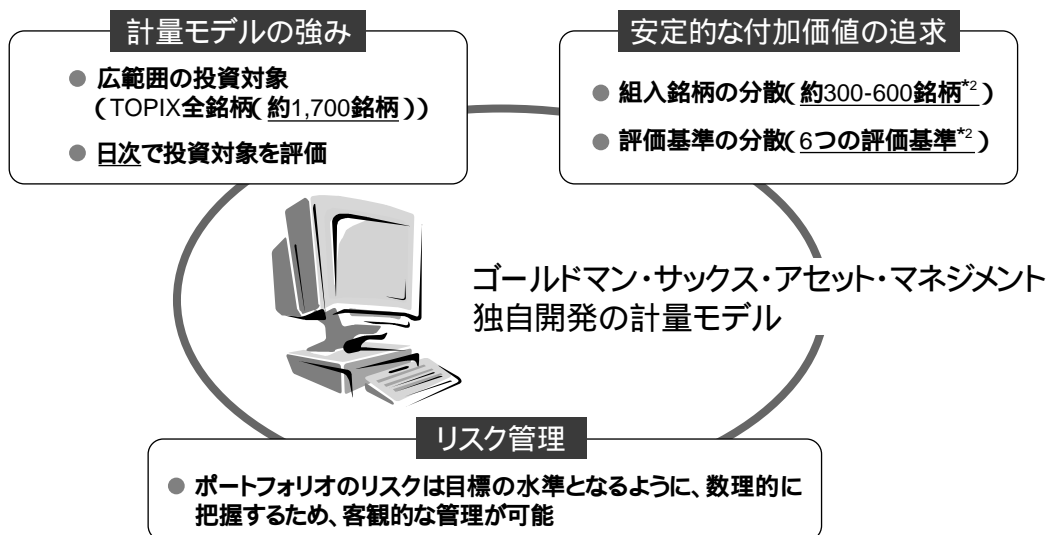 計量モデルの強み
● 広範囲の投資対象
(TOPIX全銘柄(約1,700銘柄))
● 日次で投資対象を評価
安定的な付加価値の追求
● 組入銘柄の分散(約300-600銘柄*2)
● 評価基準の分散(6つの評価基準*2)
ゴールドマン・サックス・アセット・マネジメント
独自開発の計量モデル
リスク管理
● ポートフォリオのリスクは目標の水準となるように、数理的に
把握するため、客観的な管理が可能